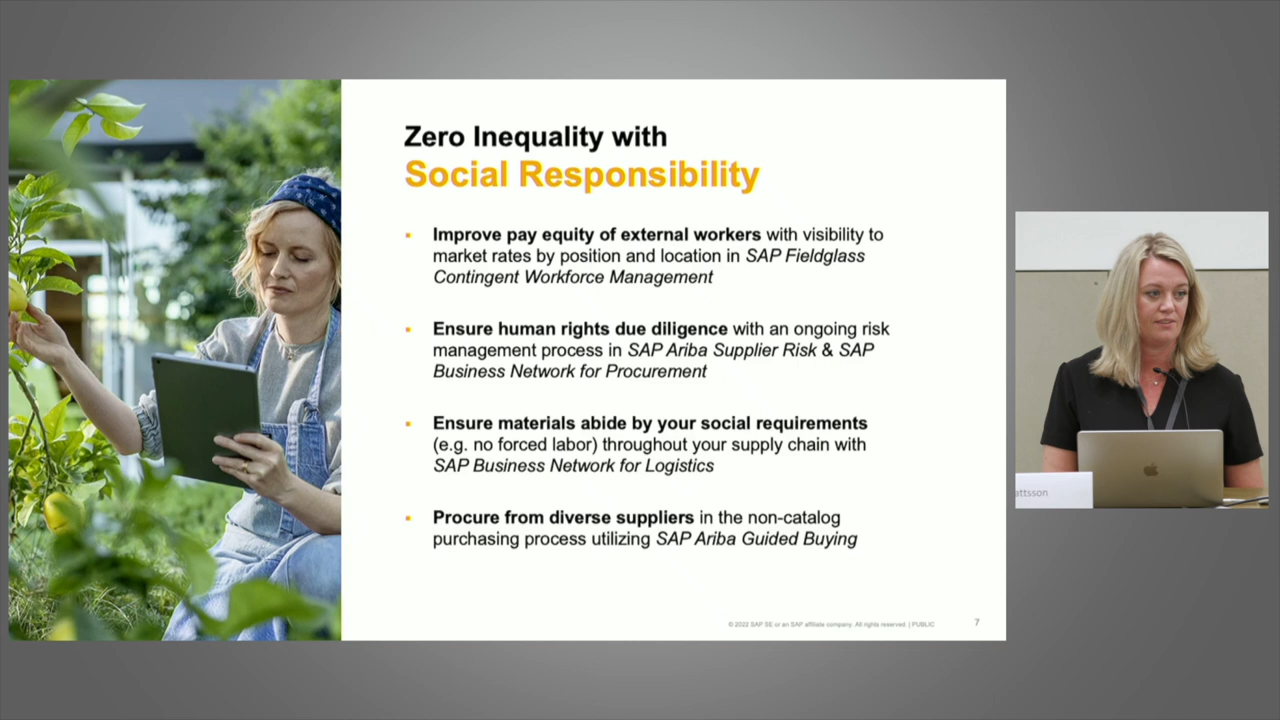 Zero Inequality with
Social Responsibility
▪ Improve pay equity of external workers with visibility to
market rates by position and location in SAP Fieldglass
Contingent Workforce Management
▪ Ensure human rights due diligence with an ongoing risk
management process in SAP Ariba Supplier Risk & SAP
Business Network for Procurement
▪ Ensure materials abide by your social requirements
(e.g. no forced labor) throughout your supply chain with
SAP Business Network for Logistics
▪ Procure from diverse suppliers in the non-catalog
purchasing process utilizing SAP Ariba Guided Buying
© 2022 SAP SE or an SAP affiliate company. All rights reserved. | PUBLIC
7
attsson